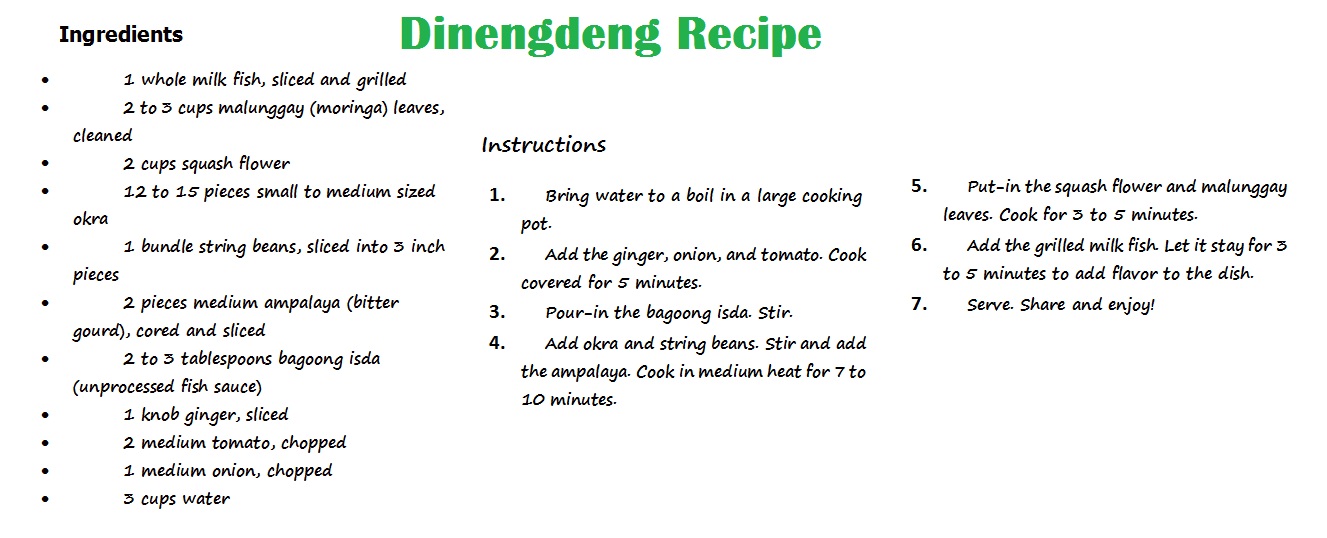 Dinengdeng Recipe
Ingredients
• 1 whole milk fish, sliced and grilled
• 2 to 3 cups malunggay (moringa) leaves,
cleaned
• 2 cups squash flower
• 12 to 15 pieces small to medium sized
okra
• 1 bundle string beans, sliced into 3 inch
pieces
• 2 pieces medium ampalaya (bitter
gourd), cored and sliced
• 2 to 3 tablespoons bagoong isda
(unprocessed fish sauce)
• 1 knob ginger, sliced
• 2 medium tomato, chopped
• 1 medium onion, chopped
• 3 cups water
Instructions
1. Bring water to a boil in a large cooking
pot.
2. Add the ginger, onion, and tomato. Cook
covered for 5 minutes.
3. Pour-in the bagoong isda. Stir.
4. Add okra and string beans. Stir and add
the ampalaya. Cook in medium heat for 7 to
10 minutes.
5. Put-in the squash flower and malunggay
leaves. Cook for 3 to 5 minutes.
6. Add the grilled milk fish. Let it stay for 3
to 5 minutes to add flavor to the dish.
7. Serve. Share and enjoy!